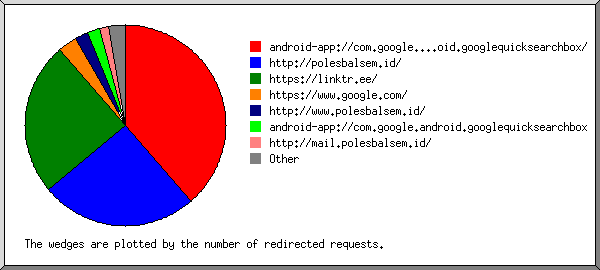 android-app://com.google....oid.googlequicksearchbox/
http://polesbalsem.id/
https://linktr.ee/
https://www.google.com/
http://www.polesbalsem.id/
android-app://com.google.android.googlequicksearchbox
http://mail.polesbalsem.id/
Other
The wedges are plotted by the number of redirected requests.